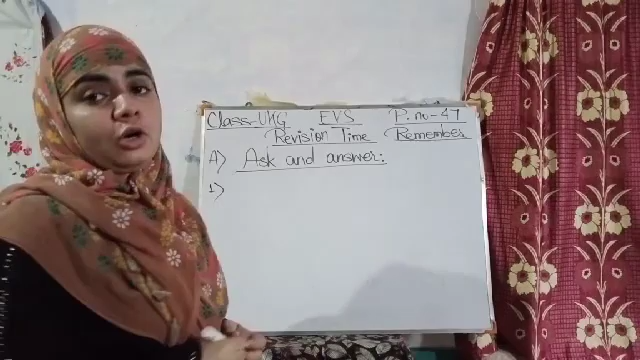 Class-UKG EVS P.no-47
Revision Time Remember
A) Ask and answer:
1)